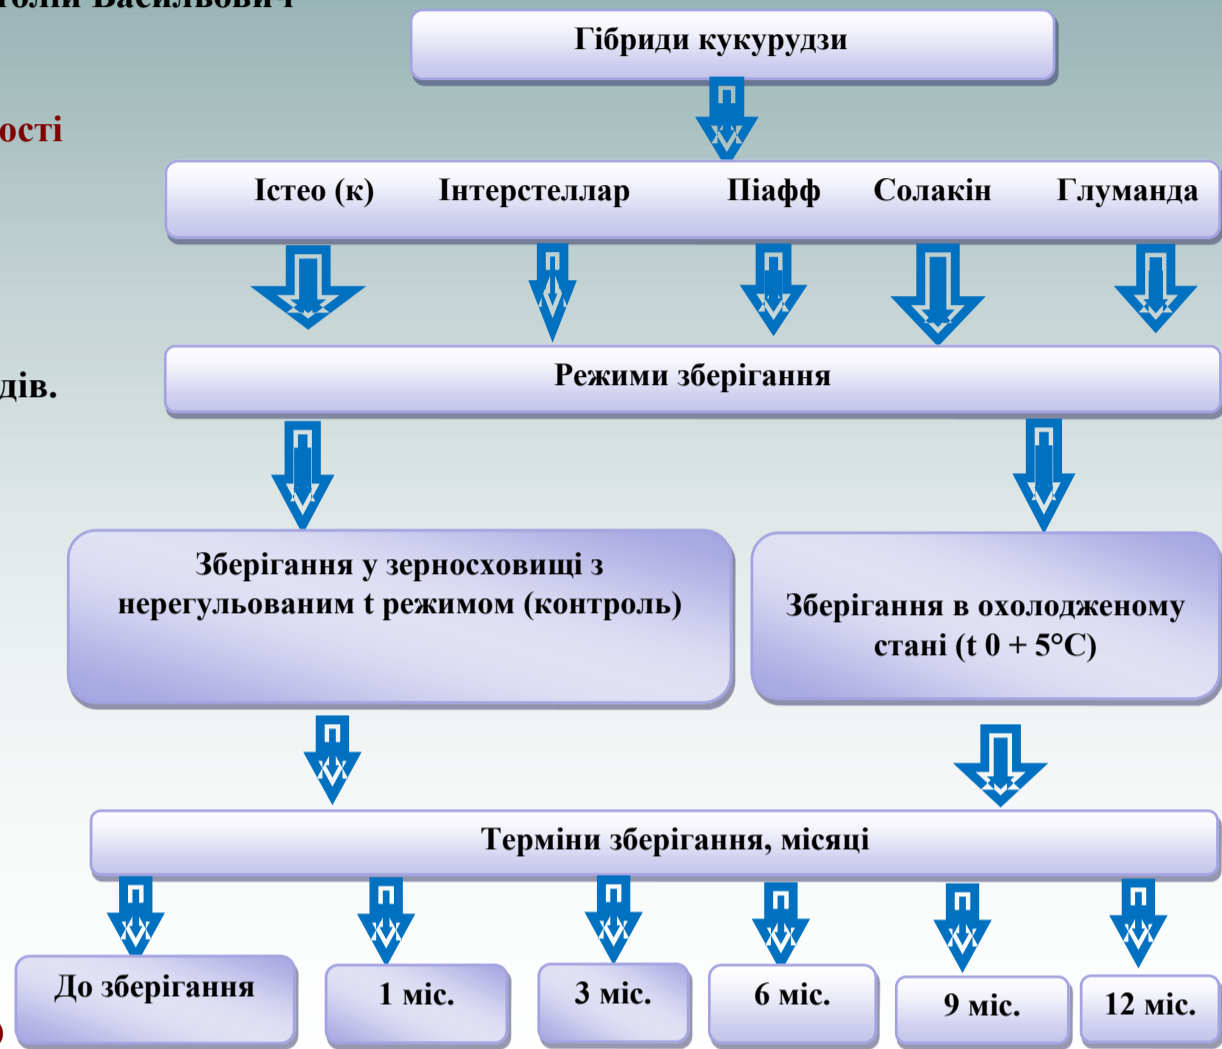 Васильович
Гібриди кукурудзи
ості
Істео (к) Інтерстеллар Піафф Солакін Глуманда
дів.
Режими зберігання
Зберігання у зерносховищі з
нерегульованим t режимом (контроль)
Зберігання в охолодженому
стані (t 0 + 5°С)
Терміни зберігання, місяці
До зберігання
1 міс.
3 міс.
6 міс.
9 міс.
12 міс.
)